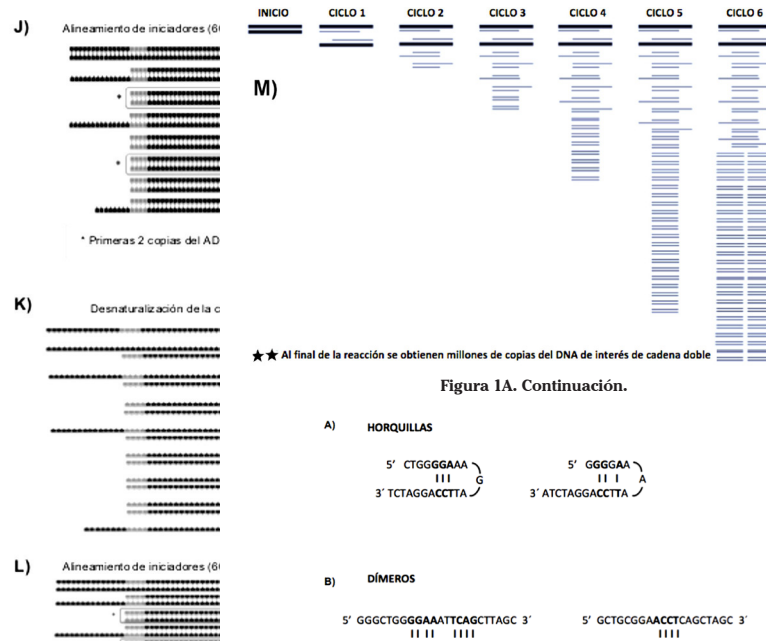 J)
Alineamiento de iniciadores (6
* Primeras 2 copias del AD
K)
Desnaturalización de la c
L)
Alineamiento de iniciadores (6
*
INICIO CICLO 1 CICLO 2 CICLO 3 CICLO 4 CICLO 5 CICLO 6
M)
★★ Al final de la reacción se obtienen millones de copias del DNA de interés de cadena doble
Figura 1A. Continuación.
A) HORQUILLAS
5´ CTGGGGAAA
G
3´ TCTAGGACCTTA
5´ GGGGAA
A
3´ ATCTAGGACCTTA
B) DÍMEROS
5´ GGGCTGGGGAAATTCAGCTTAGC 3´
5´ GCTGCGGAACCTCAGCTAGC 3´